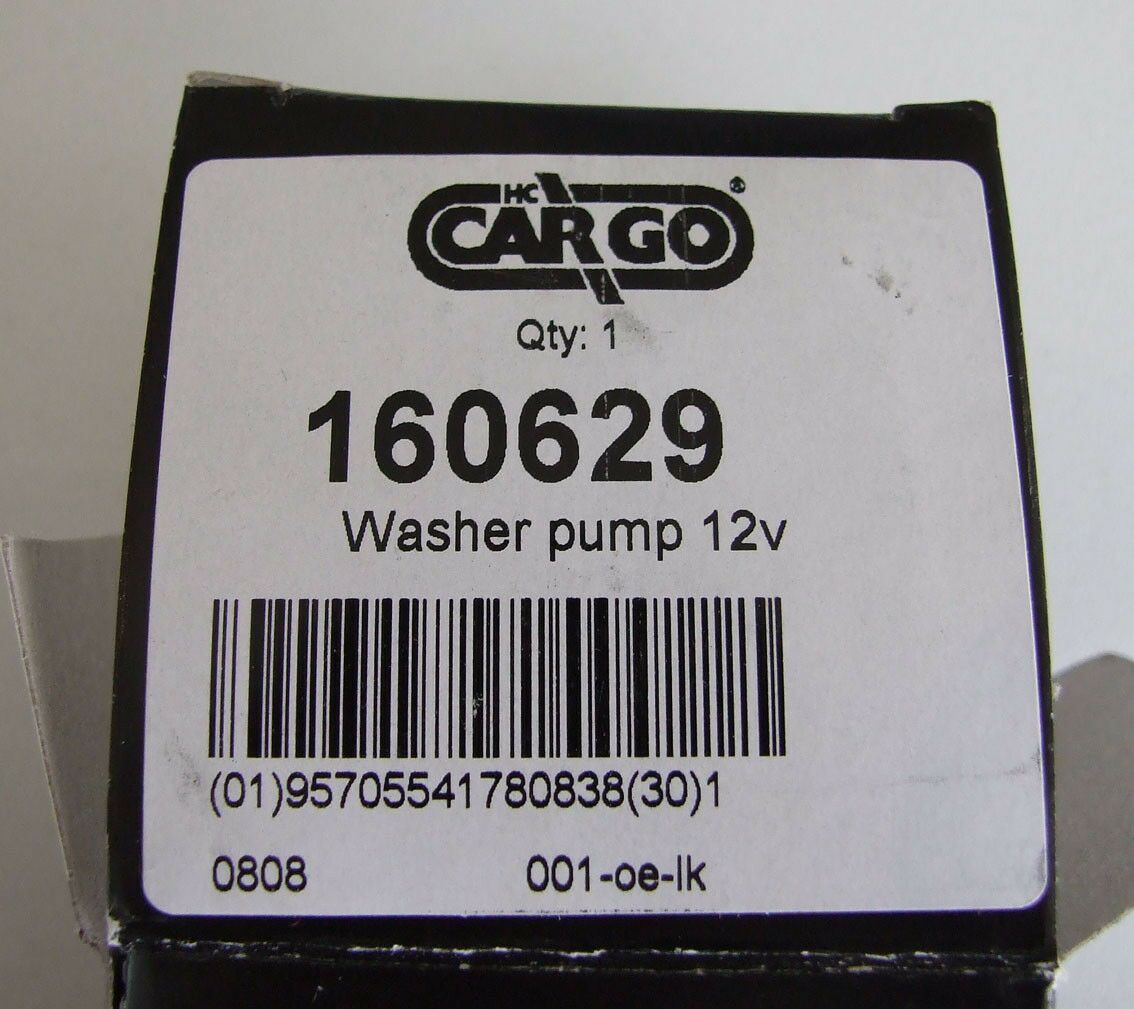 HC
CARGO®
Qty: 1
160629
Washer pump 12v
(01)95705541780838(30)1
0808 001-oe-lk